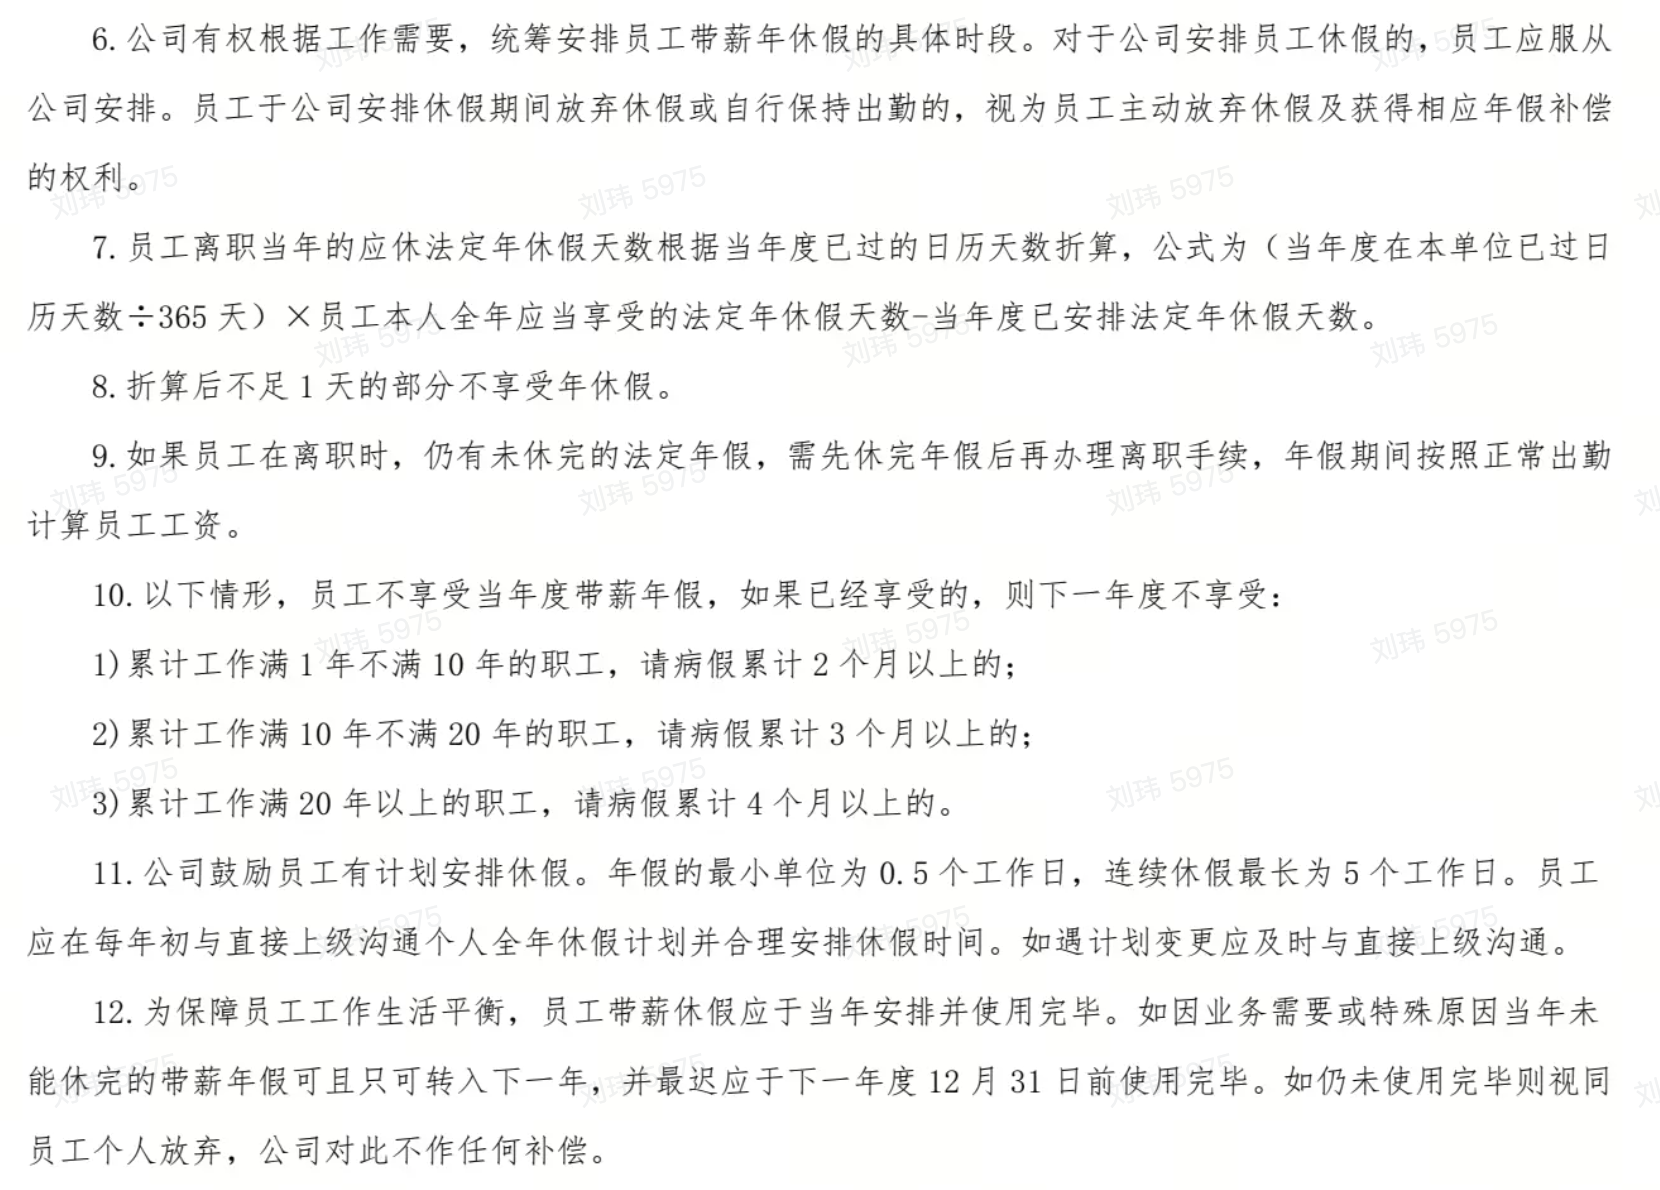 6.公司有权根据工作需要，统筹安排员工带薪年休假的具体时段。对于公司安排员工休假的，员工应服从
公司安排。员工于公司安排休假期间放弃休假或自行保持出勤的，视为员工主动放弃休假及获得相应年假补偿
的权利。
7.员工离职当年的应休法定年休假天数根据当年度已过的日历天数折算，公式为（当年度在本单位已过日
历天数÷365 天）×员工本人全年应当享受的法定年休假天数-当年度已安排法定年休假天数。
8.折算后不足 1 天的部分不享受年休假。
9.如果员工在离职时，仍有未休完的法定年假，需先休完年假后再办理离职手续，年假期间按照正常出勤
计算员工工资。
10.以下情形，员工不享受当年度带薪年假，如果已经享受的，则下一年度不享受：
1)累计工作满 1 年不满 10 年的职工，请病假累计 2 个月以上的；
2)累计工作满 10 年不满 20 年的职工，请病假累计 3 个月以上的；
3)累计工作满 20 年以上的职工，请病假累计 4 个月以上的。
11.公司鼓励员工有计划安排休假。年假的最小单位为 0.5 个工作日，连续休假最长为 5 个工作日。员工
应在每年初与直接上级沟通个人全年休假计划并合理安排休假时间。如遇计划变更应及时与直接上级沟通。
12.为保障员工工作生活平衡，员工带薪休假应于当年安排并使用完毕。如因业务需要或特殊原因当年未
能休完的带薪年假可且只可转入下一年，并最迟应于下一年度 12 月 31 日前使用完毕。如仍未使用完毕则视同
员工个人放弃，公司对此不作任何补偿。
刘玮 5975